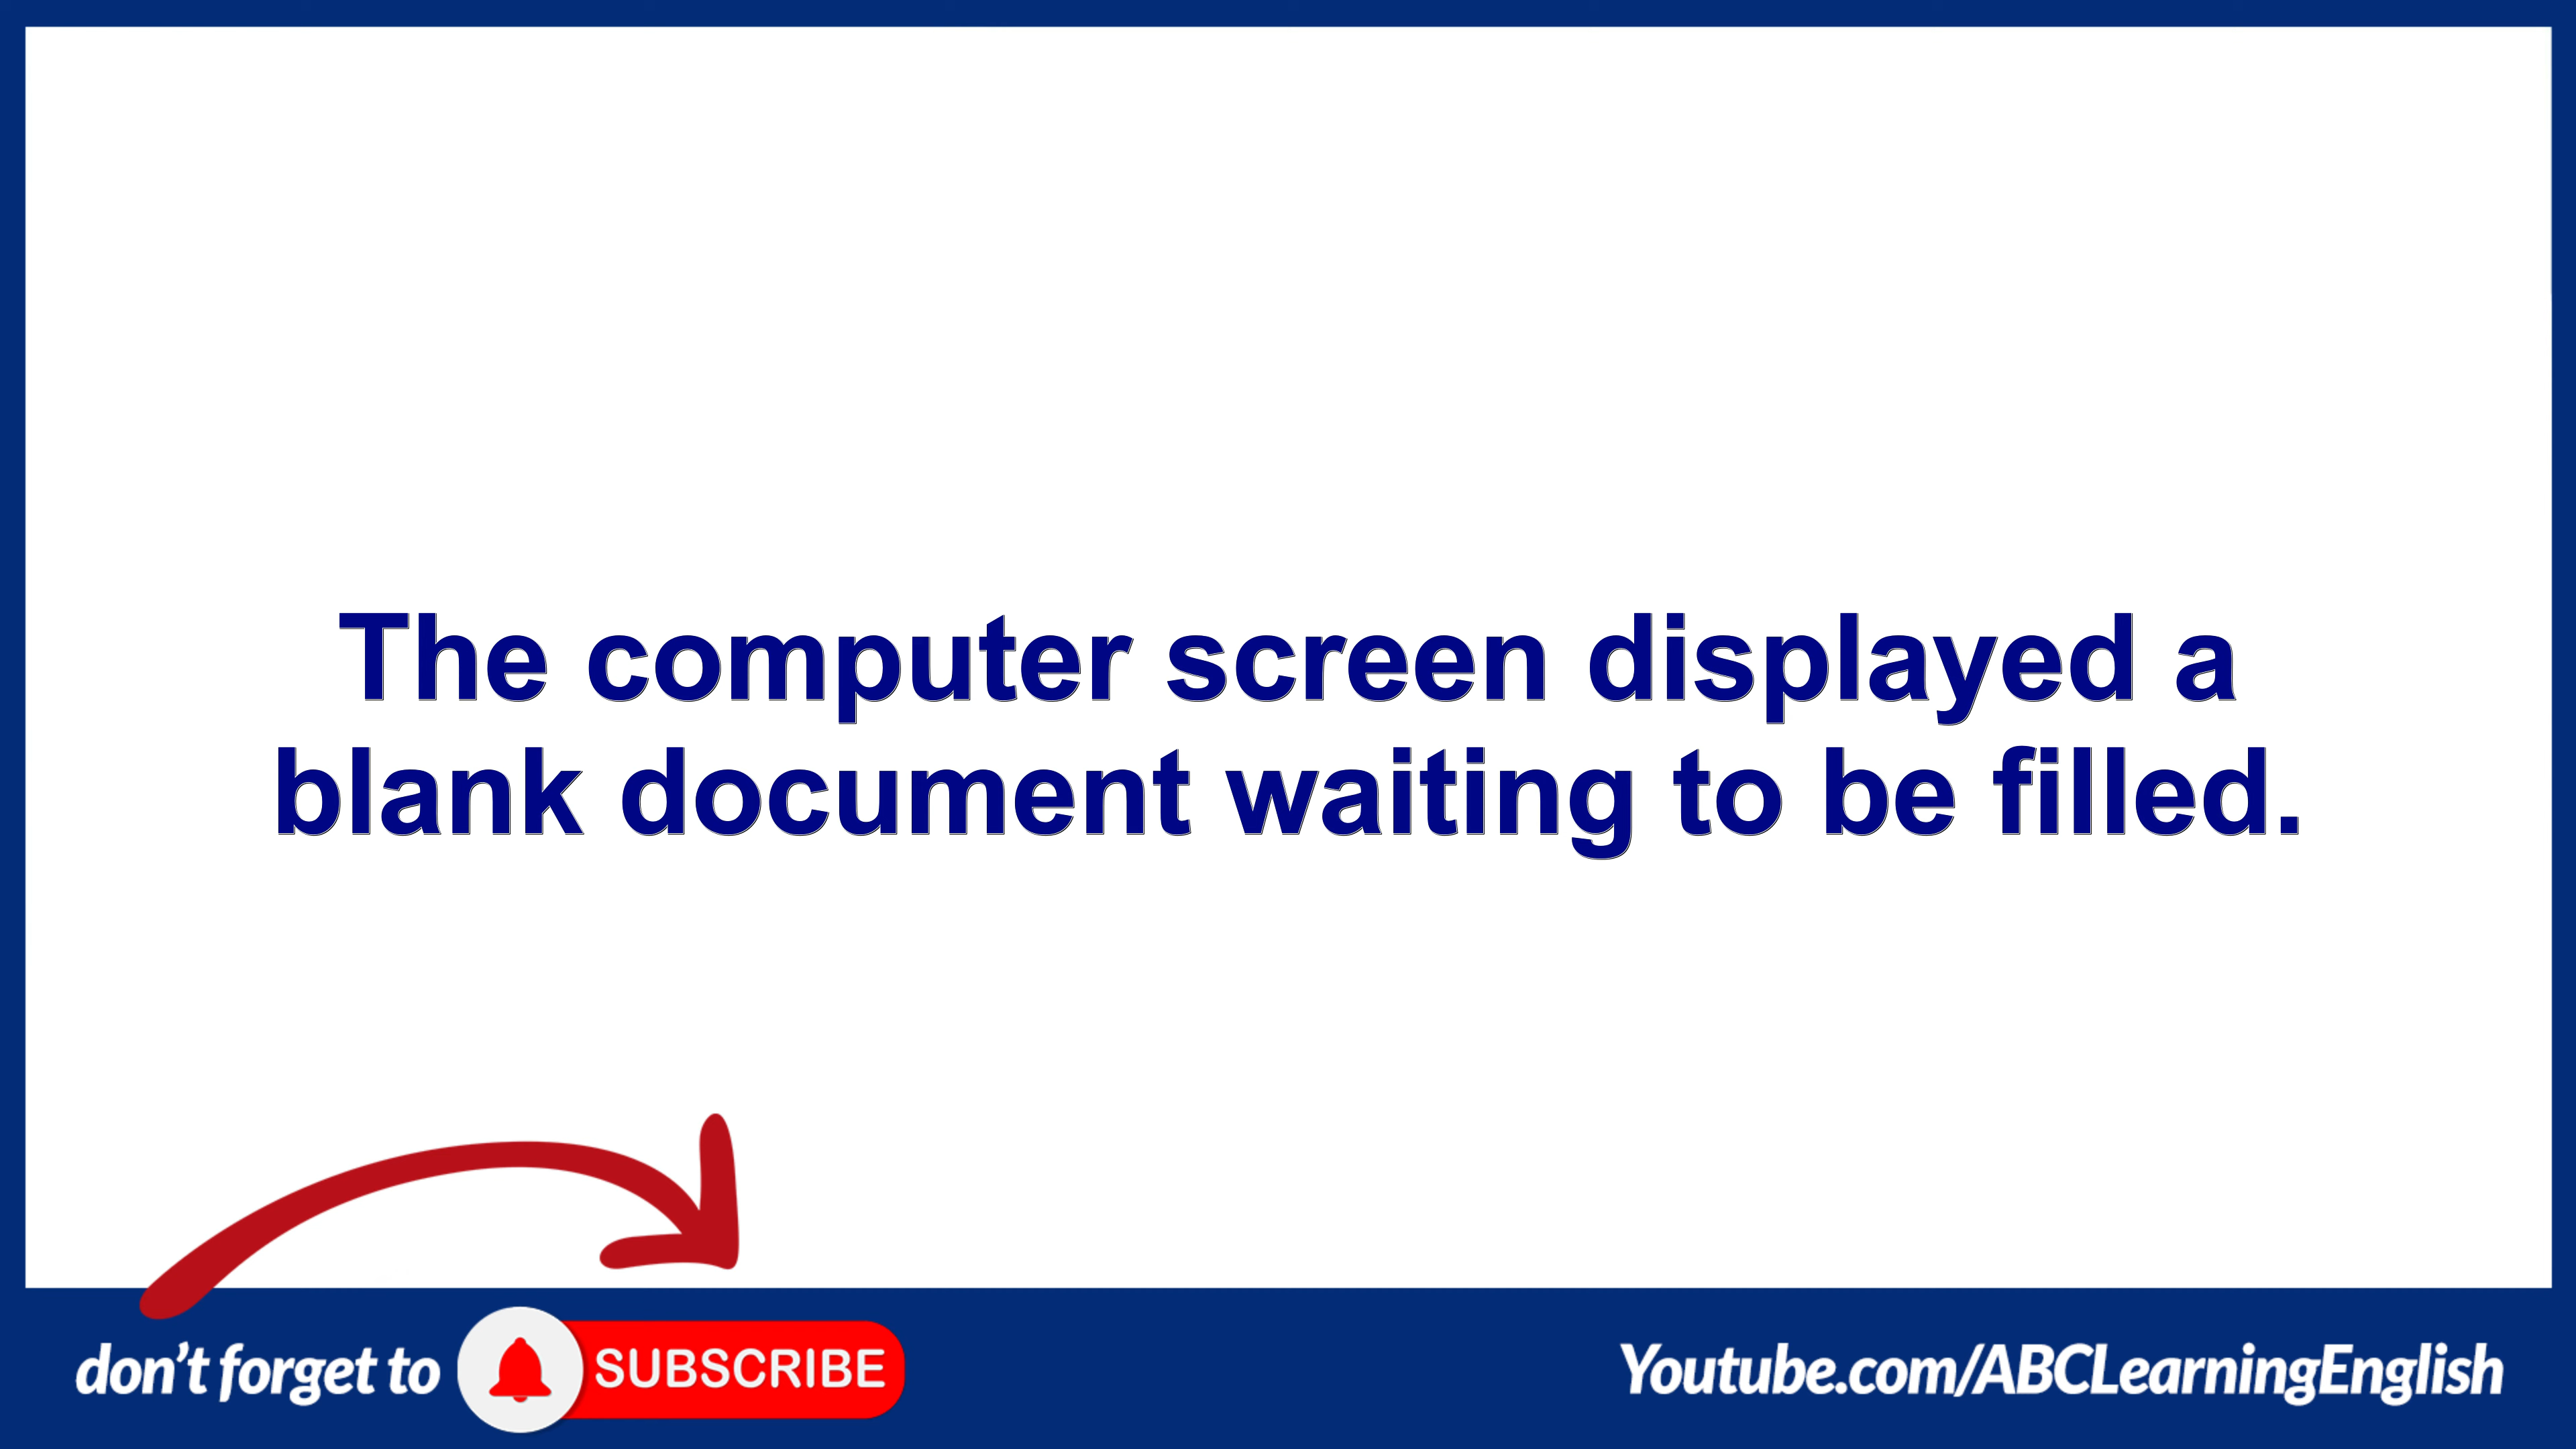 The computer screen displayed a
blank document waiting to be filled.
don't forget to SUBSCRIBE
Youtube.com/ABCLearningEnglish